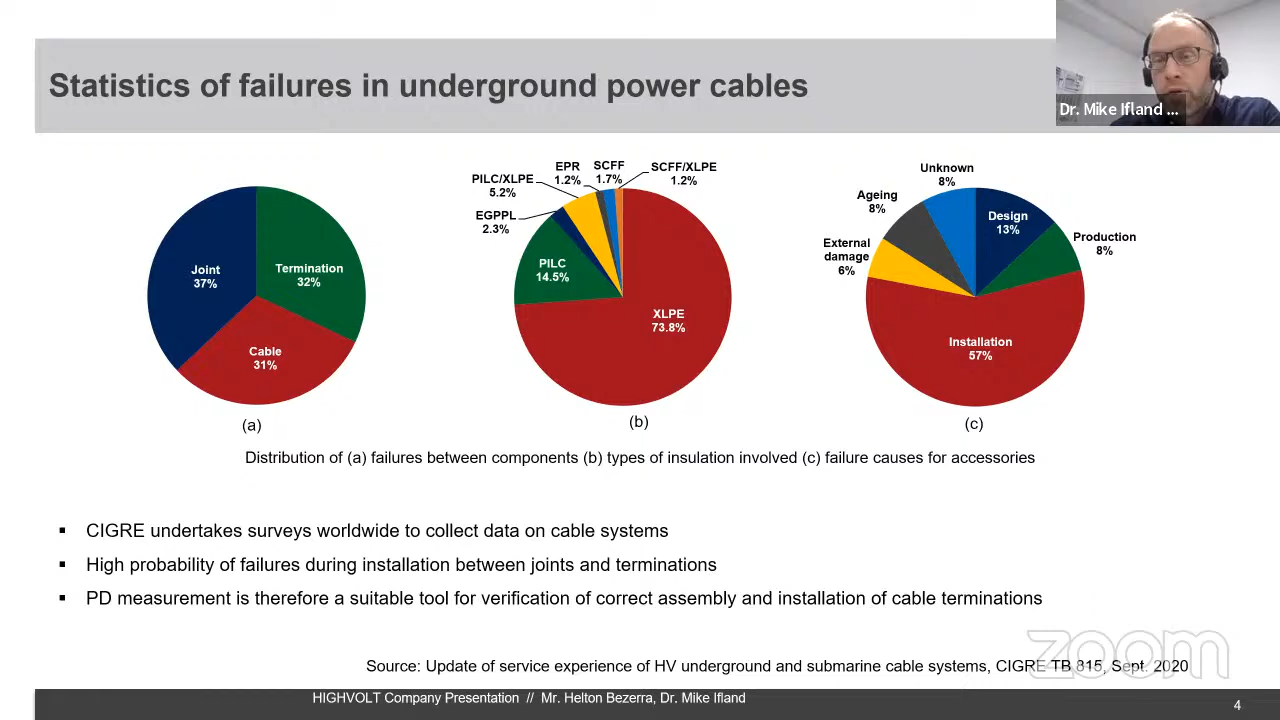 Statistics of failures in underground power cables
Dr. Mike Ifland ...
Joint
37%
Termination
32%
Cable
31%
(a)
PILC/XLPE
5.2%
EPR
1.2%
SCFF
1.7%
SCFF/XLPE
1.2%
EGPPL
2.3%
PILC
14.5%
XLPE
73.8%
(b)
Unknown
8%
Ageing
8%
External
damage
6%
Design
13%
Production
8%
Installation
57%
(c)
Distribution of (a) failures between components (b) types of insulation involved (c) failure causes for accessories
▪ CIGRE undertakes surveys worldwide to collect data on cable systems
▪ High probability of failures during installation between joints and terminations
▪ PD measurement is therefore a suitable tool for verification of correct assembly and installation of cable terminations
zoom
Source: Update of service experience of HV underground and submarine cable systems, CIGRE TB 815, Sept. 2020
HIGHVOLT Company Presentation // Mr. Helton Bezerra, Dr. Mike Ifland
4